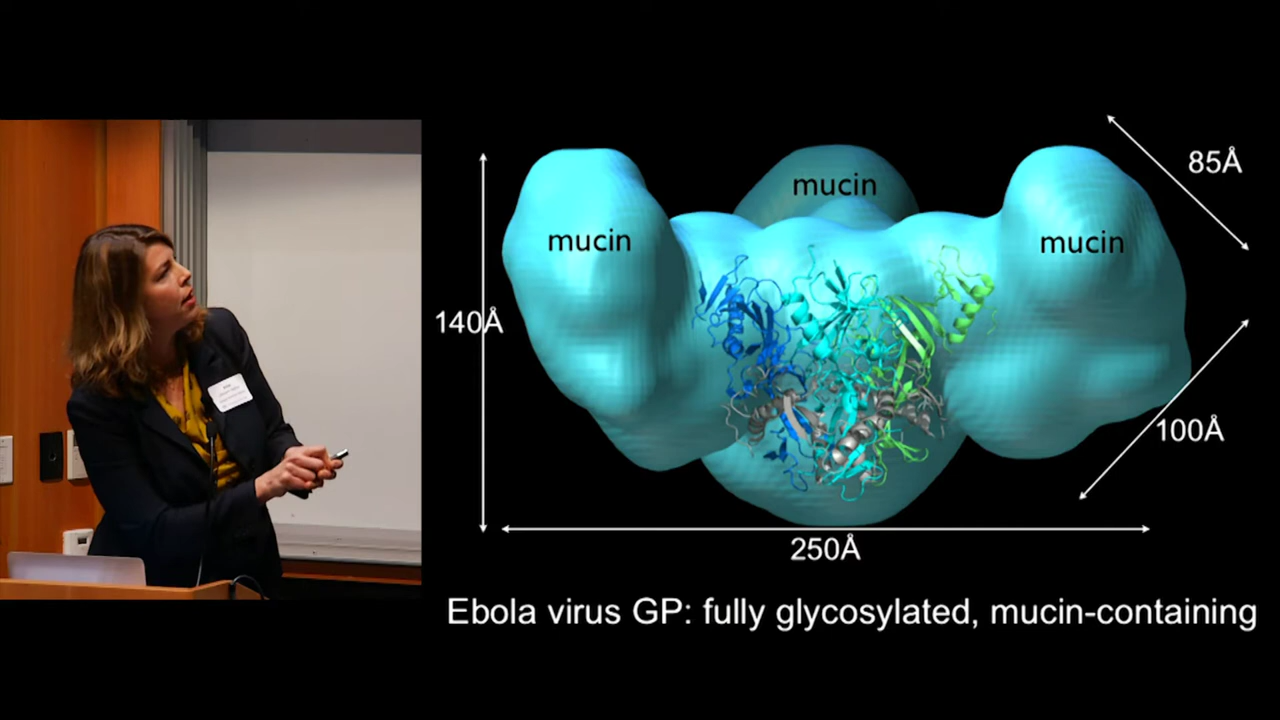 mucin
85Å
mucin
mucin
140Å
100Å
250Å
Ebola virus GP: fully glycosylated, mucin-containing